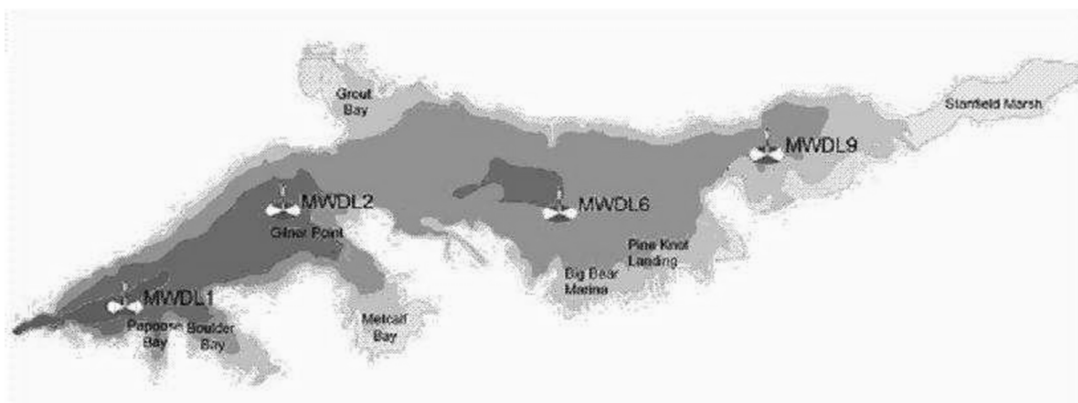 Grout
Bay
Stanfield Marsh
MWDL9
MWDL2
MWDL6
Gilner Point
Pine Knot
Landing
Big Bear
Marina
MWDL1
Papoose
Bay
Boulder
Bay
Metcalf
Bay